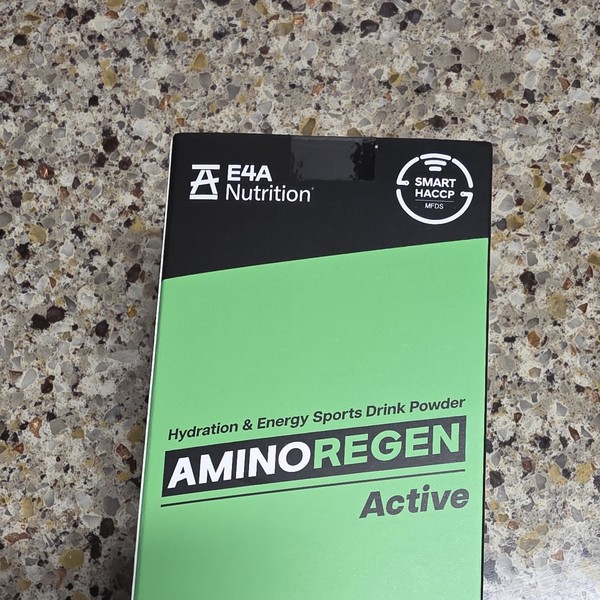 E4A
Nutrition
SMART
HACCP
MFDS
Hydration & Energy Sports Drink Powder
AMINOREGEN
Active